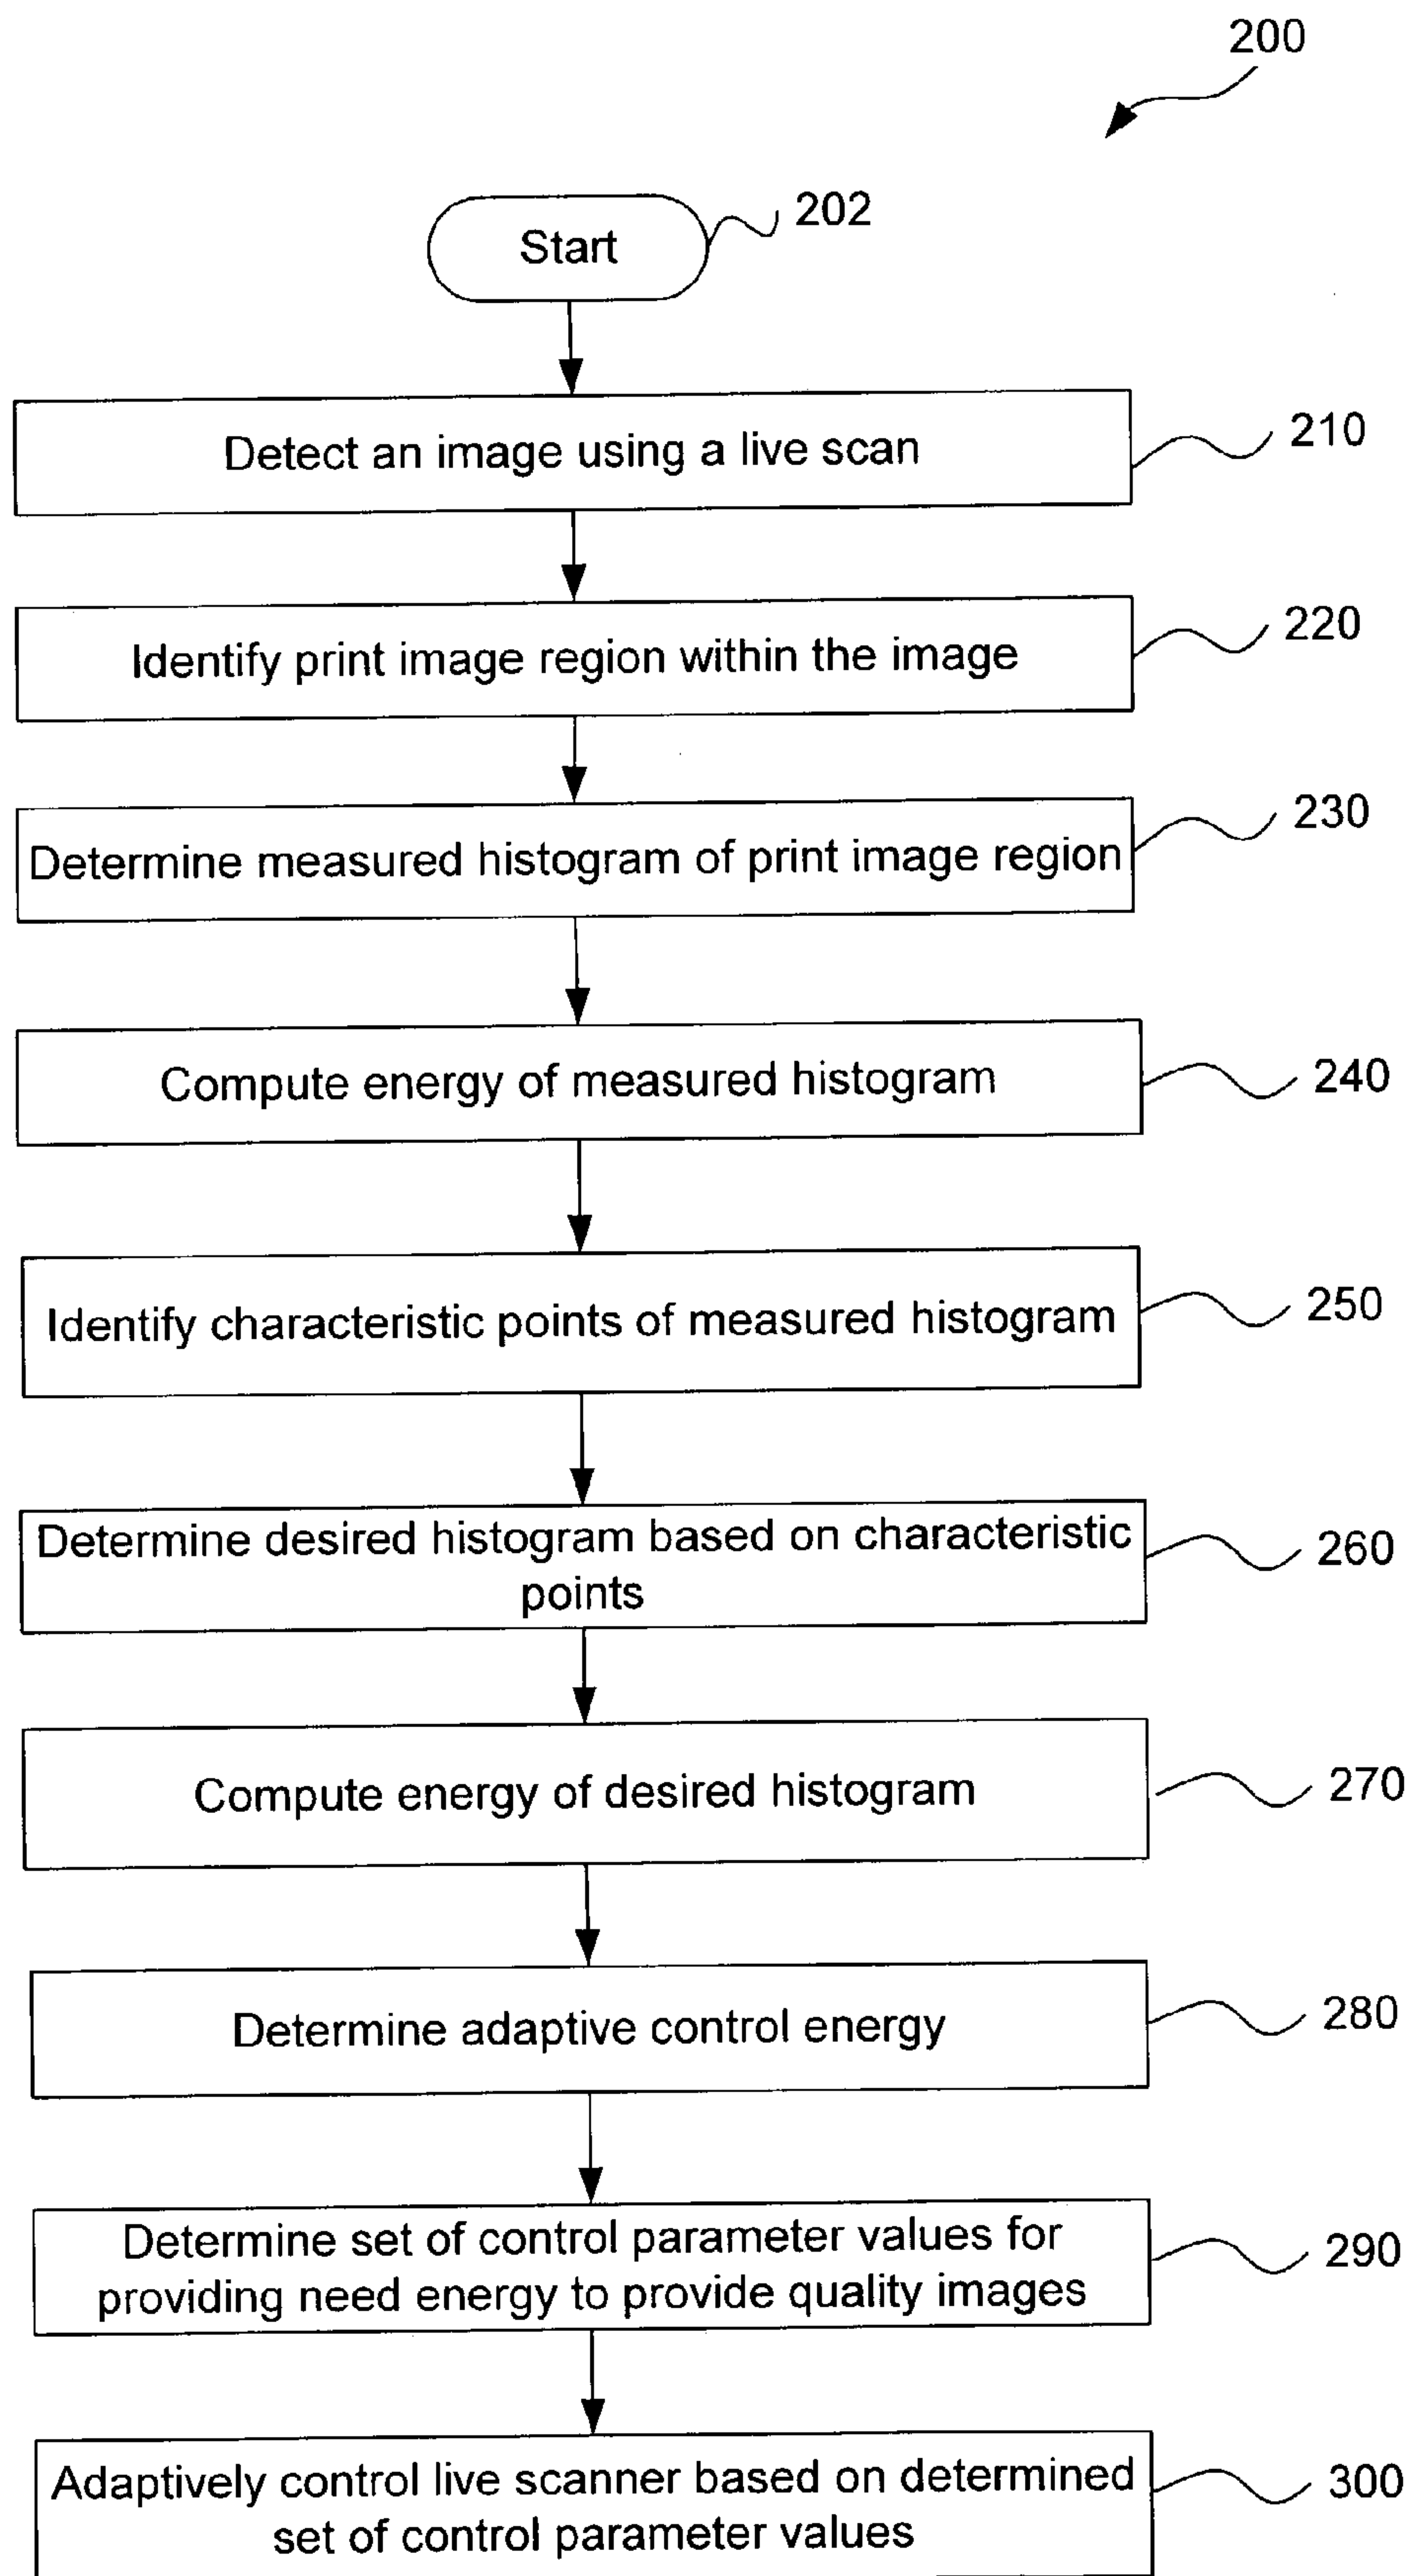 200
Start
202
Detect an image using a live scan
210
Identify print image region within the image
220
Determine measured histogram of print image region
230
Compute energy of measured histogram
240
Identify characteristic points of measured histogram
250
Determine desired histogram based on characteristic
points
260
Compute energy of desired histogram
270
Determine adaptive control energy
280
Determine set of control parameter values for
providing need energy to provide quality images
290
Adaptively control live scanner based on determined
set of control parameter values
300